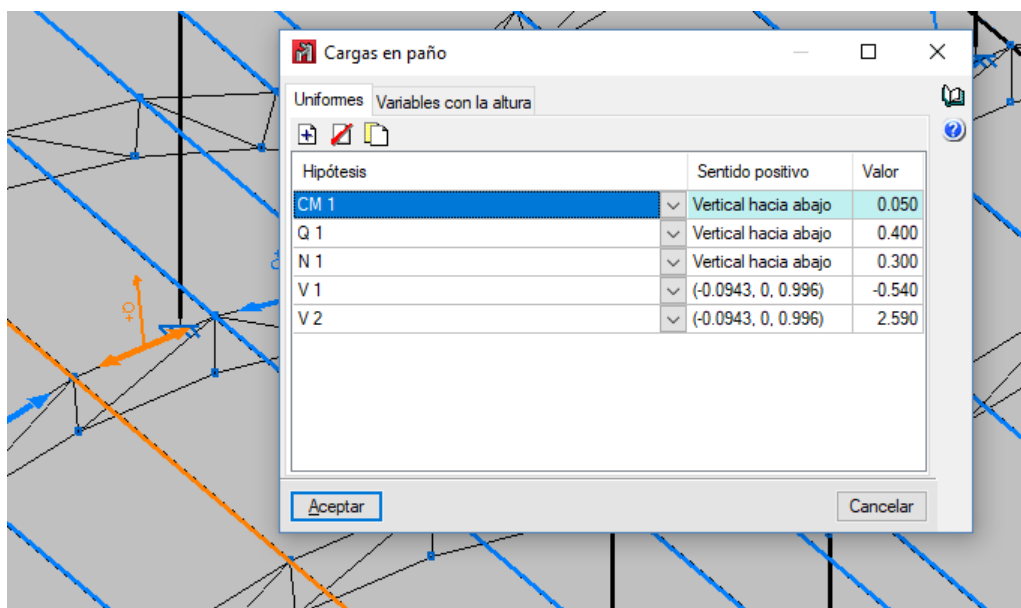 Cargas en paño
Uniformes Variables con la altura
Hipótesis Sentido positivo Valor
CM 1 Vertical hacia abajo 0.050
Q 1 Vertical hacia abajo 0.400
N 1 Vertical hacia abajo 0.300
V 1 (-0.0943, 0, 0.996) -0.540
V 2 (-0.0943, 0, 0.996) 2.590
Aceptar Cancelar